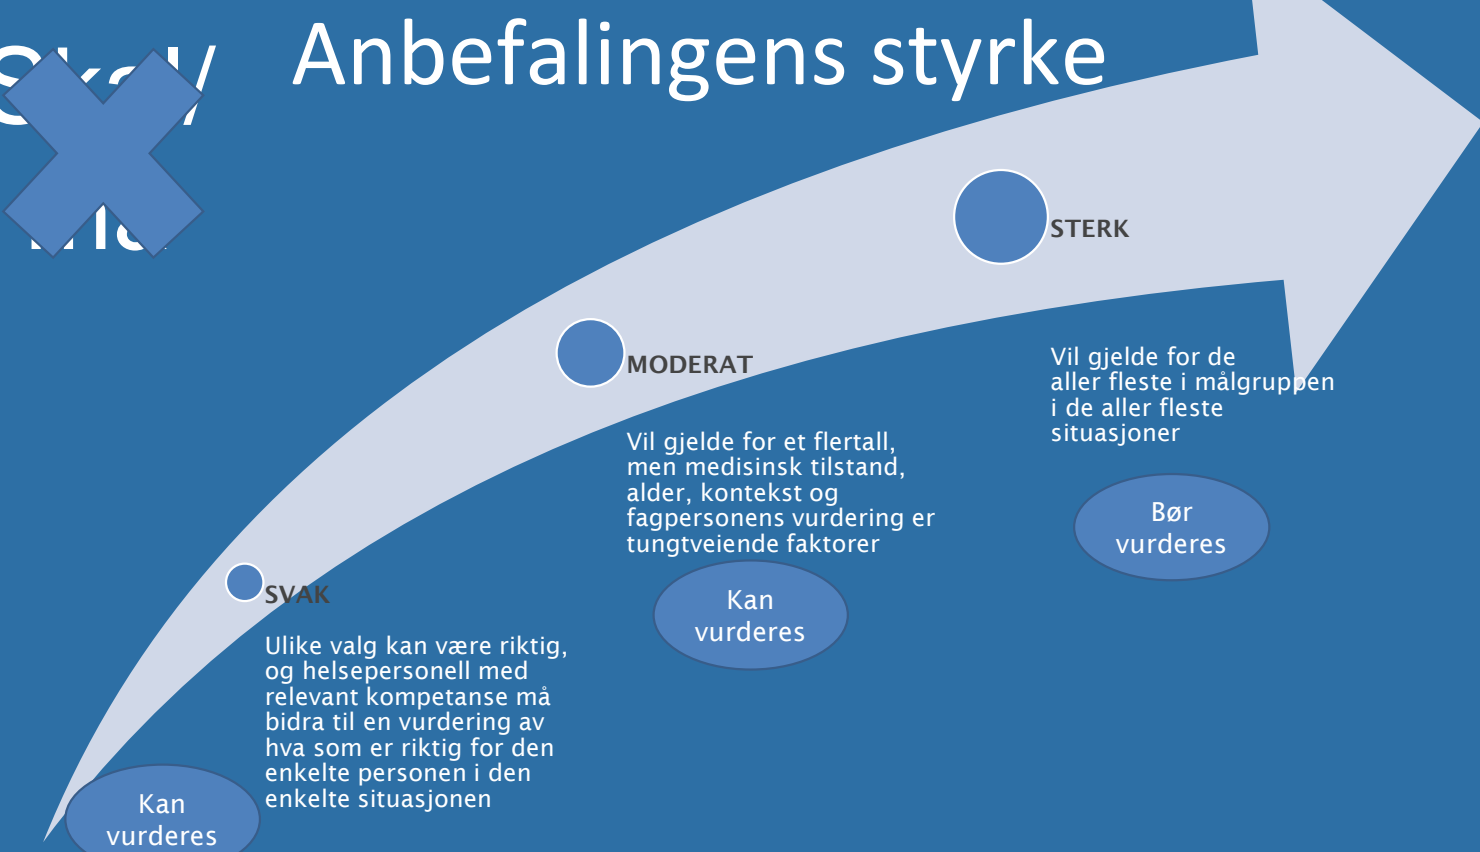 Anbefalingens styrke
STERK
Vil gjelde for de
aller fleste i målgruppen
i de aller fleste
situasjoner
Bør
vurderes
MODERAT
Vil gjelde for et flertall,
men medisinsk tilstand,
alder, kontekst og
fagpersonens vurdering er
tungtveiende faktorer
Kan
vurderes
SVAK
Ulike valg kan være riktig,
og helsepersonell med
relevant kompetanse må
bidra til en vurdering av
hva som er riktig for den
enkelte personen i den
enkelte situasjonen
Kan
vurderes